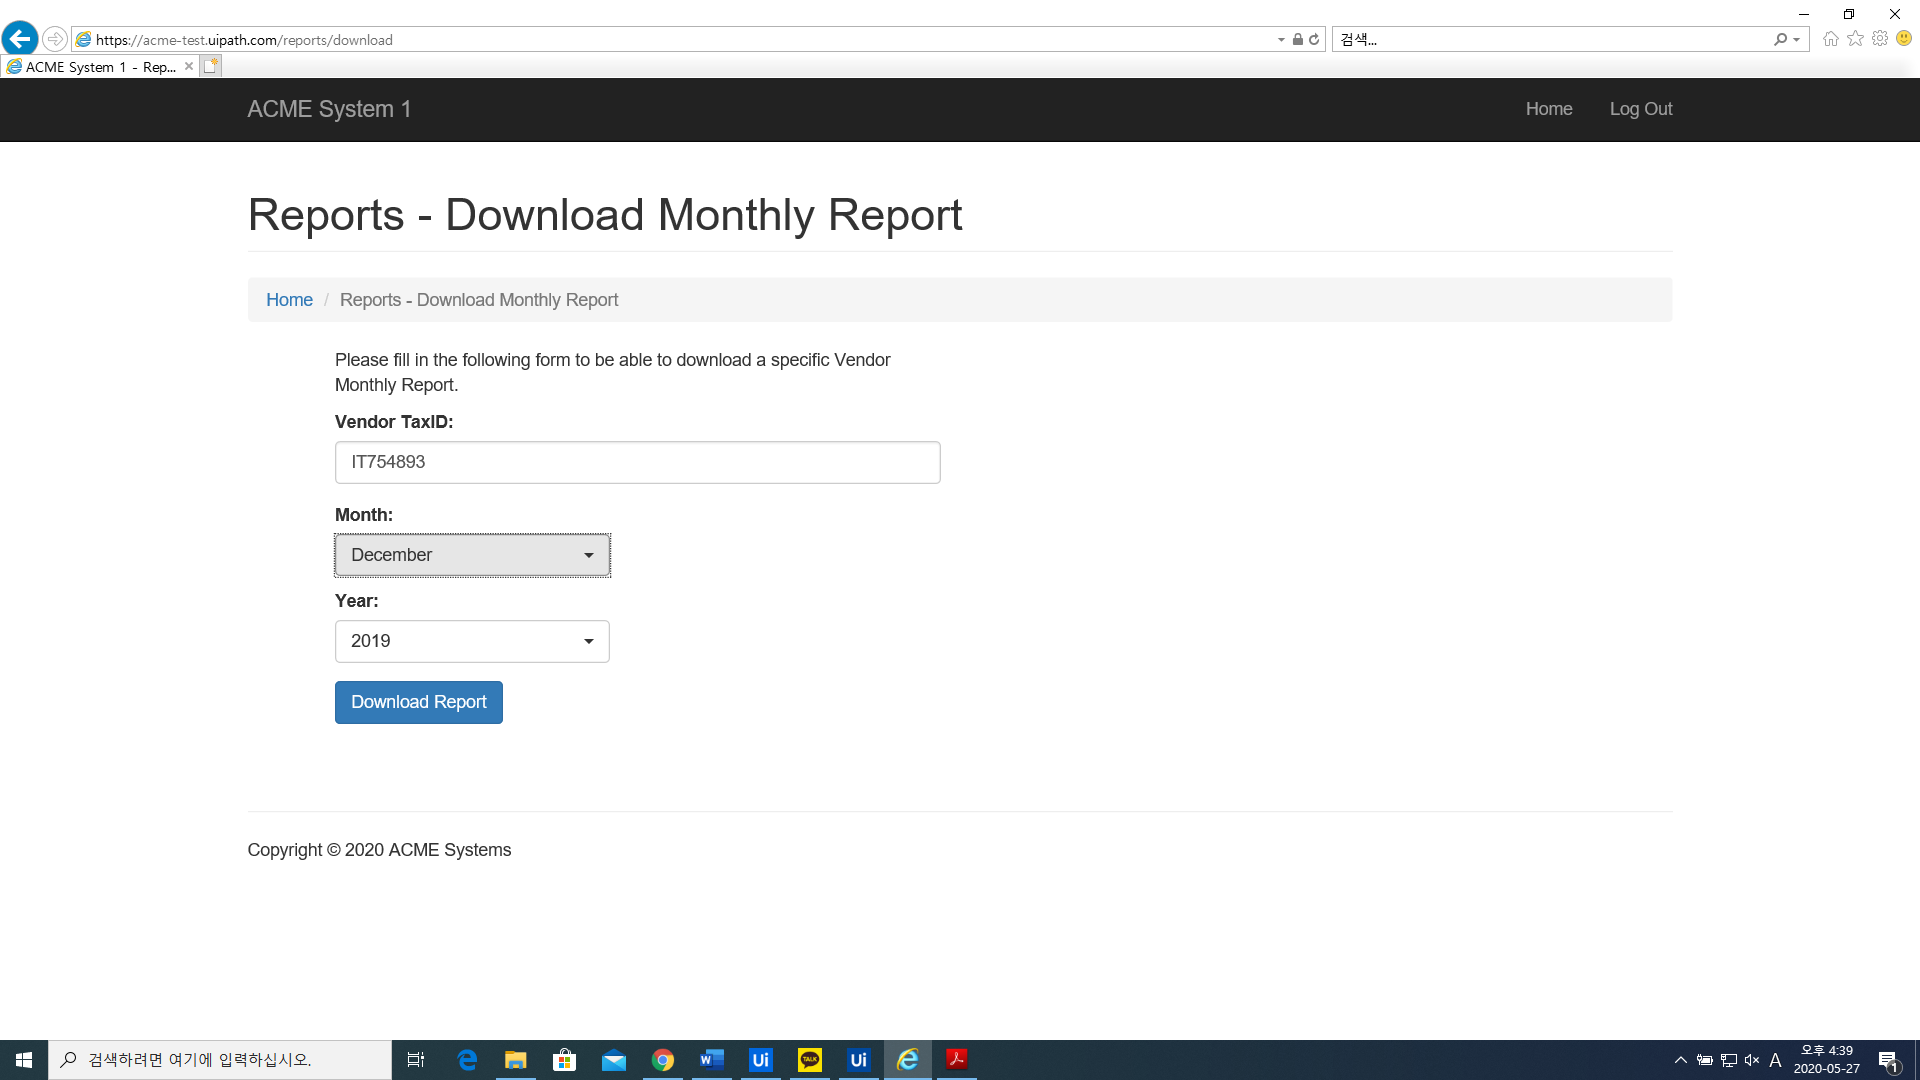 https://acme-test.uipath.com/reports/download
검색...
ACME System 1 - Rep...
ACME System 1
Home
Log Out
Reports - Download Monthly Report
Home / Reports - Download Monthly Report
Please fill in the following form to be able to download a specific Vendor
Monthly Report.
Vendor TaxID:
IT754893
Month:
December
Year:
2019
Download Report
Copyright © 2020 ACME Systems
검색하려면 여기에 입력하십시오.
W
Ui
TALK
Ui
A
오후 4:39
2020-05-27
1